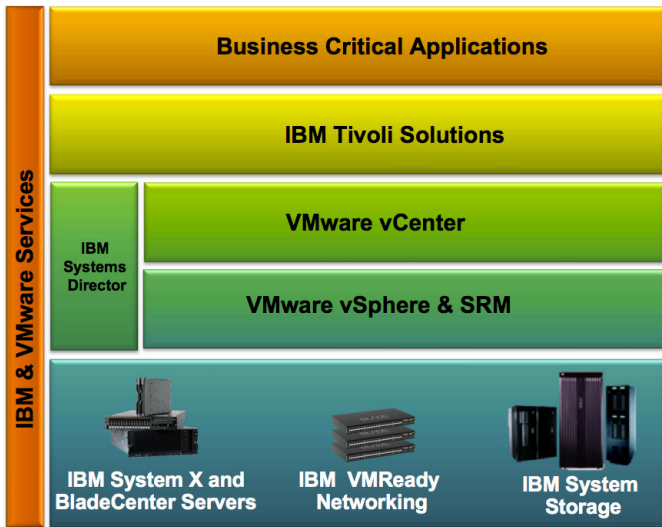 Business Critical Applications
IBM Tivoli Solutions
IBM & VMware Services
IBM
Systems
Director
VMware vCenter
VMware vSphere & SRM
IBM System X and
BladeCenter Servers
IBM VMReady
Networking
IBM System
Storage